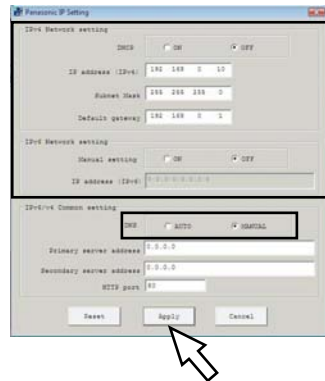 Panasonic IP Setting
IPv4 Network setting
DHCP ON OFF
IP address (IPv4) 192 168 0 10
Subnet Mask 255 255 255 0
Default gateway 192 168 0 1
IPv6 Network setting
Manual setting ON OFF
IP address (IPv6)
IPv6/v4 Common setting
DNS AUTO MANUAL
Primary server address 0.0.0.0
Secondary server address 0.0.0.0
HTTP port 80
Reset Apply Cancel